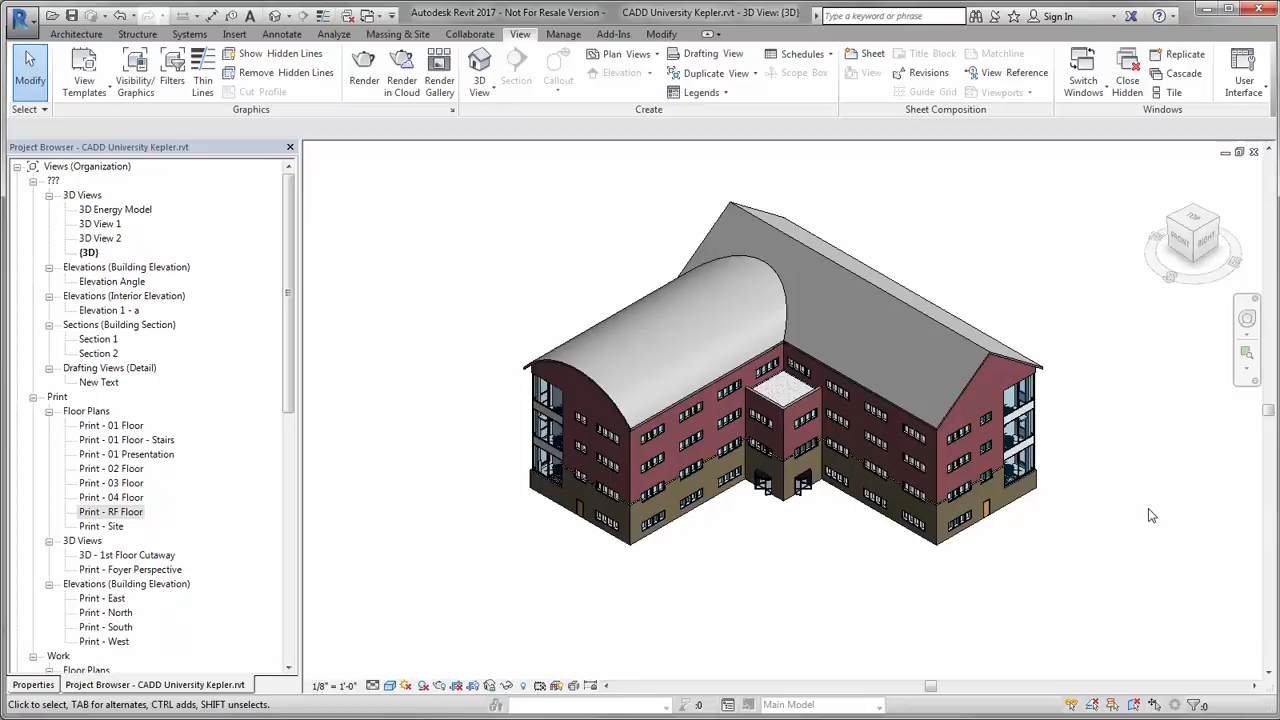 Autodesk Revit 2017 - Not For Resale Version - CADD University Kepler.rvt - 3D View: {3D}
Type a keyword or phrase
Sign In
Architecture Structure Systems Insert Annotate Analyze Massing & Site Collaborate View Manage Add-Ins Modify
Modify
Select
View Templates
Visibility/ Graphics
Filters
Thin Lines
Show Hidden Lines
Remove Hidden Lines
Cut Profile
Graphics
Render
Render in Cloud
Render Gallery
3D View
Section
Callout
Plan Views
Elevation
Drafting View
Duplicate View
Legends
Schedules
Scope Box
Create
Sheet
View
Title Block
Revisions
Guide Grid
Matchline
View Reference
Viewports
Sheet Composition
Switch Windows
Close Hidden
Replicate
Cascade
Tile
Windows
User Interface
Project Browser - CADD University Kepler.rvt
Views (Organization)
???
3D Views
3D Energy Model
3D View 1
3D View 2
{3D}
Elevations (Building Elevation)
Elevation Angle
Elevations (Interior Elevation)
Elevation 1 - a
Sections (Building Section)
Section 1
Section 2
Drafting Views (Detail)
New Text
Print
Floor Plans
Print - 01 Floor
Print - 01 Floor - Stairs
Print - 01 Presentation
Print - 02 Floor
Print - 03 Floor
Print - 04 Floor
Print - RF Floor
Print - Site
3D Views
3D - 1st Floor Cutaway
Print - Foyer Perspective
Elevations (Building Elevation)
Print - East
Print - North
Print - South
Print - West
Work
Floor Plans
TOP
FRONT
RIGHT
Properties
Project Browser - CADD University Kepler.rvt
1/8" = 1'-0"
Click to select, TAB for alternates, CTRL adds, SHIFT unselects.
:0
Main Model
:0